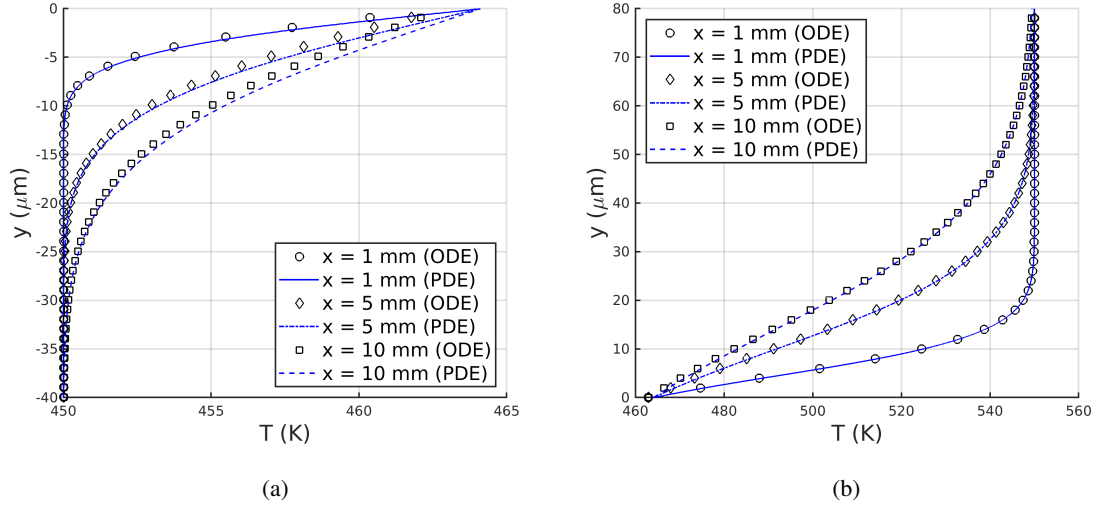 0
-5
-10
-15
-20
-25
-30
-35
-40
y (μm)
450
455
460
465
T (K)
x = 1 mm (ODE)
x = 1 mm (PDE)
x = 5 mm (ODE)
x = 5 mm (PDE)
x = 10 mm (ODE)
x = 10 mm (PDE)
(a)
80
70
60
50
40
30
20
10
0
y (μm)
460
480
500
520
540
560
T (K)
x = 1 mm (ODE)
x = 1 mm (PDE)
x = 5 mm (ODE)
x = 5 mm (PDE)
x = 10 mm (ODE)
x = 10 mm (PDE)
(b)